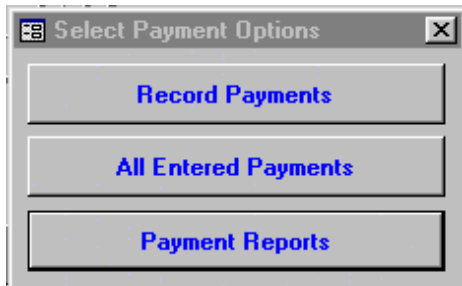 Select Payment Options
Record Payments
All Entered Payments
Payment Reports